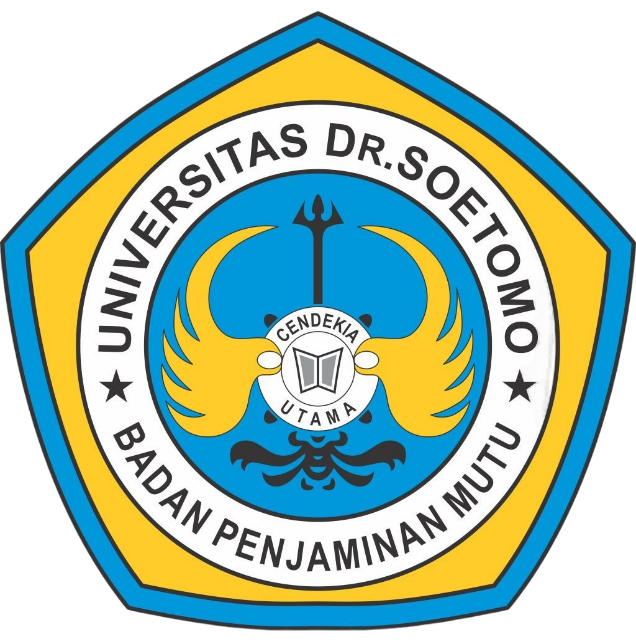 UNIVERSITAS DR.SOETOMO
CENDEKIA
UTAMA
★ BADAN PENJAMINAN MUTU ★